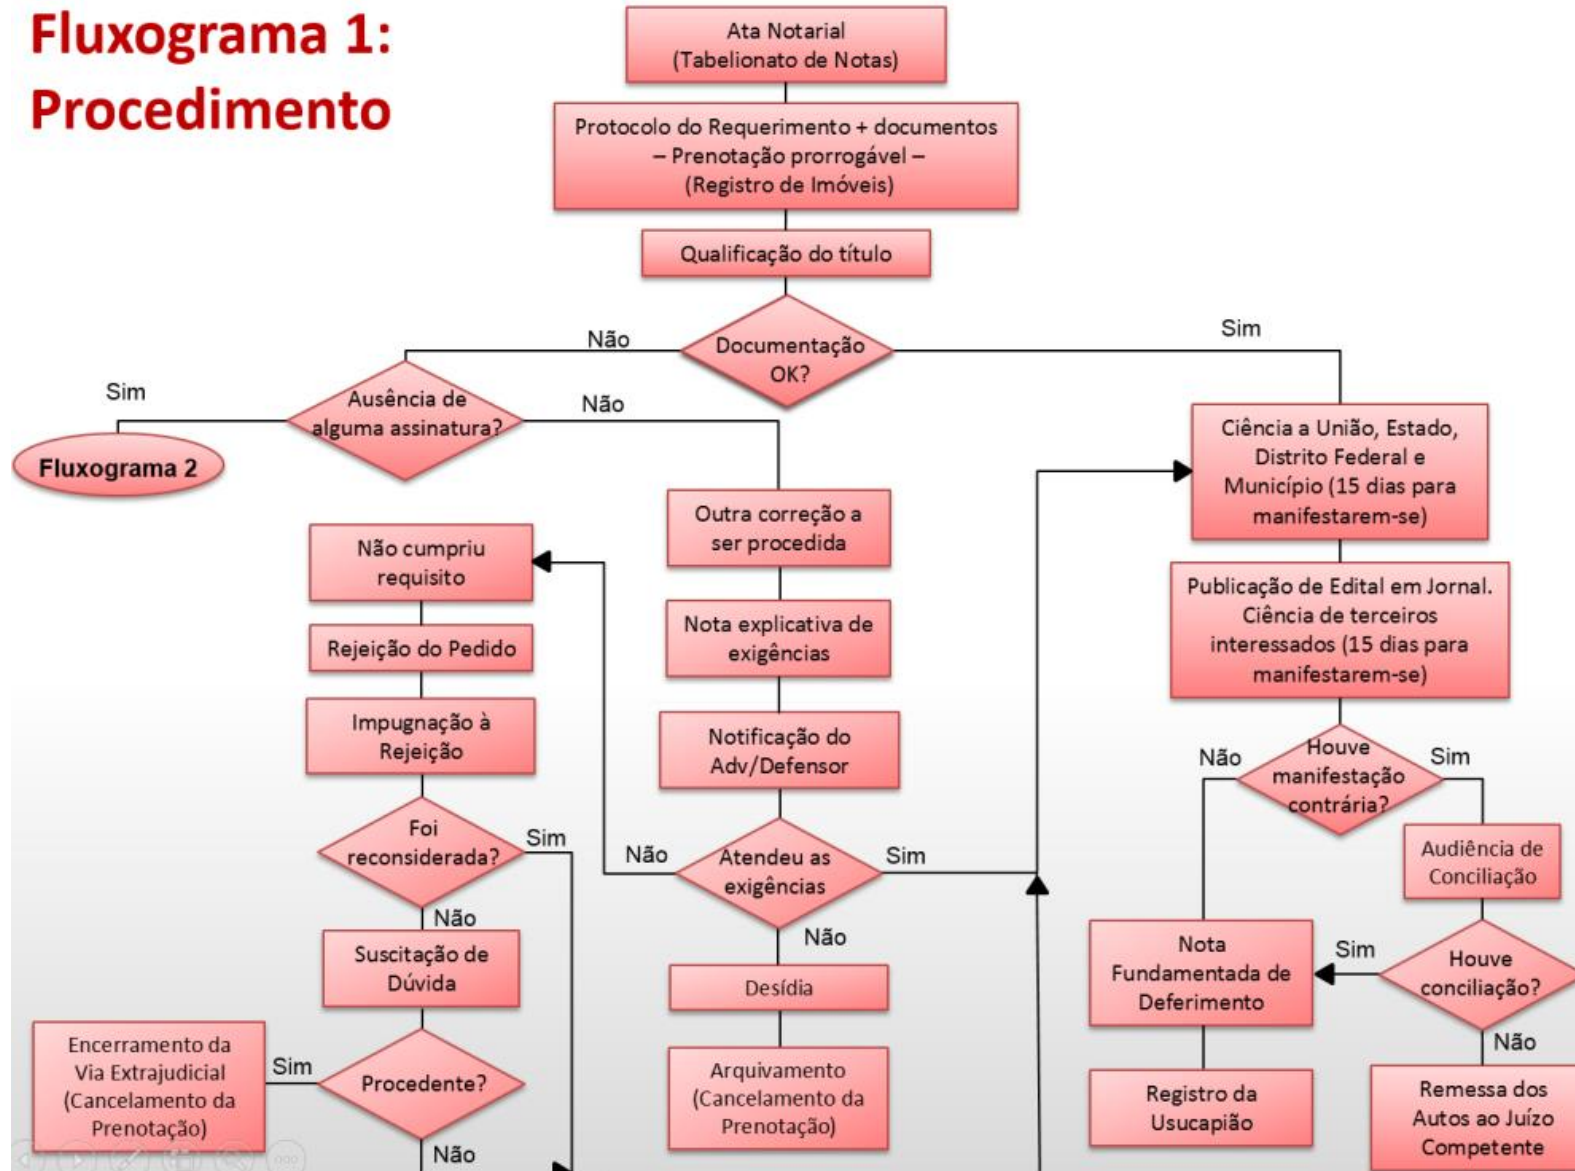 Fluxograma 1:
Procedimento
Ata Notarial
(Tabelionato de Notas)
Protocolo do Requerimento + documentos
– Prenotação prorrogável –
(Registro de Imóveis)
Qualificação do título
Documentação
OK?
Não
Sim
Ausência de
alguma assinatura?
Sim
Não
Fluxograma 2
Outra correção a
ser procedida
Nota explicativa de
exigências
Notificação do
Adv/Defensor
Atendeu as
exigências
Não
Sim
Não
Desídia
Arquivamento
(Cancelamento da
Prenotação)
Não cumpriu
requisito
Rejeição do Pedido
Impugnação à
Rejeição
Foi
reconsiderada?
Sim
Não
Suscitação de
Dúvida
Procedente?
Sim
Encerramento da
Via Extrajudicial
(Cancelamento da
Prenotação)
Não
Ciência a União, Estado,
Distrito Federal e
Município (15 dias para
manifestarem-se)
Publicação de Edital em Jornal.
Ciência de terceiros
interessados (15 dias para
manifestarem-se)
Houve
manifestação
contrária?
Não
Sim
Audiência de
Conciliação
Houve
conciliação?
Sim
Nota
Fundamentada de
Deferimento
Registro da
Usucapião
Não
Remessa dos
Autos ao Juízo
Competente